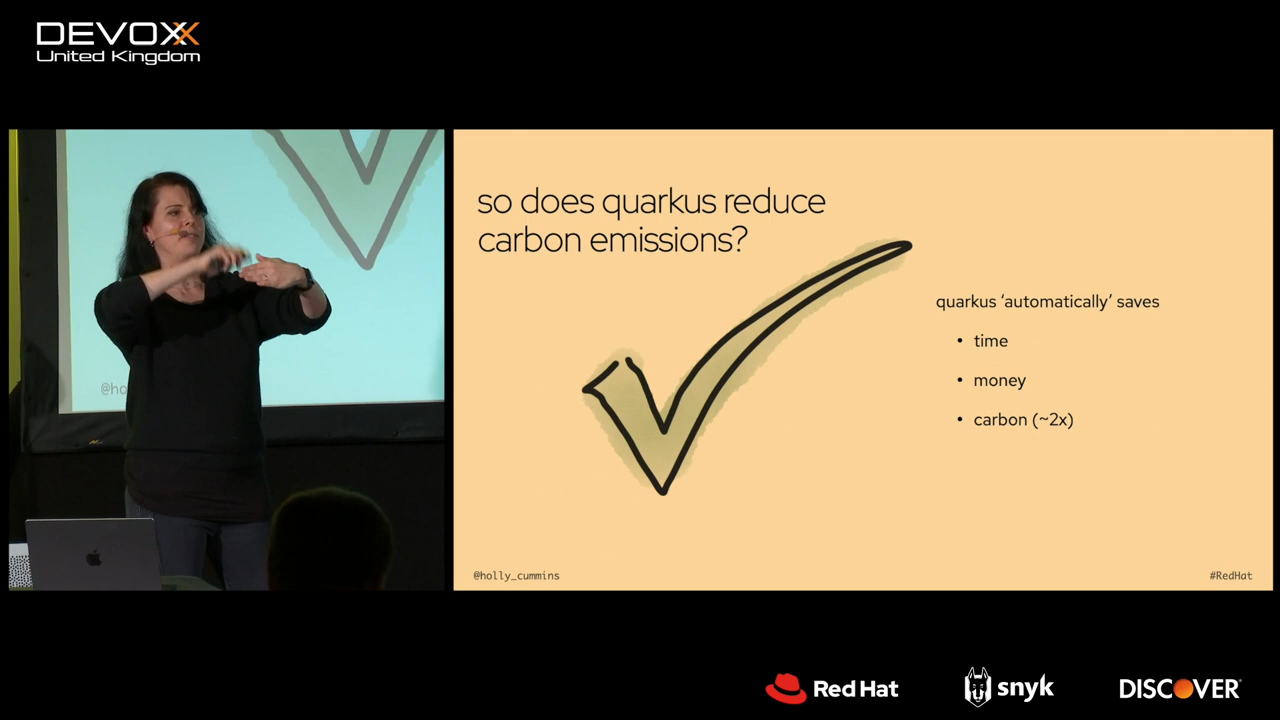 DEVOXX
United Kingdom
so does quarkus reduce
carbon emissions?
quarkus ‘automatically’ saves
• time
• money
• carbon (~2x)
@ho
@holly_cummins
#RedHat
Red Hat
snyk
DISCOVER